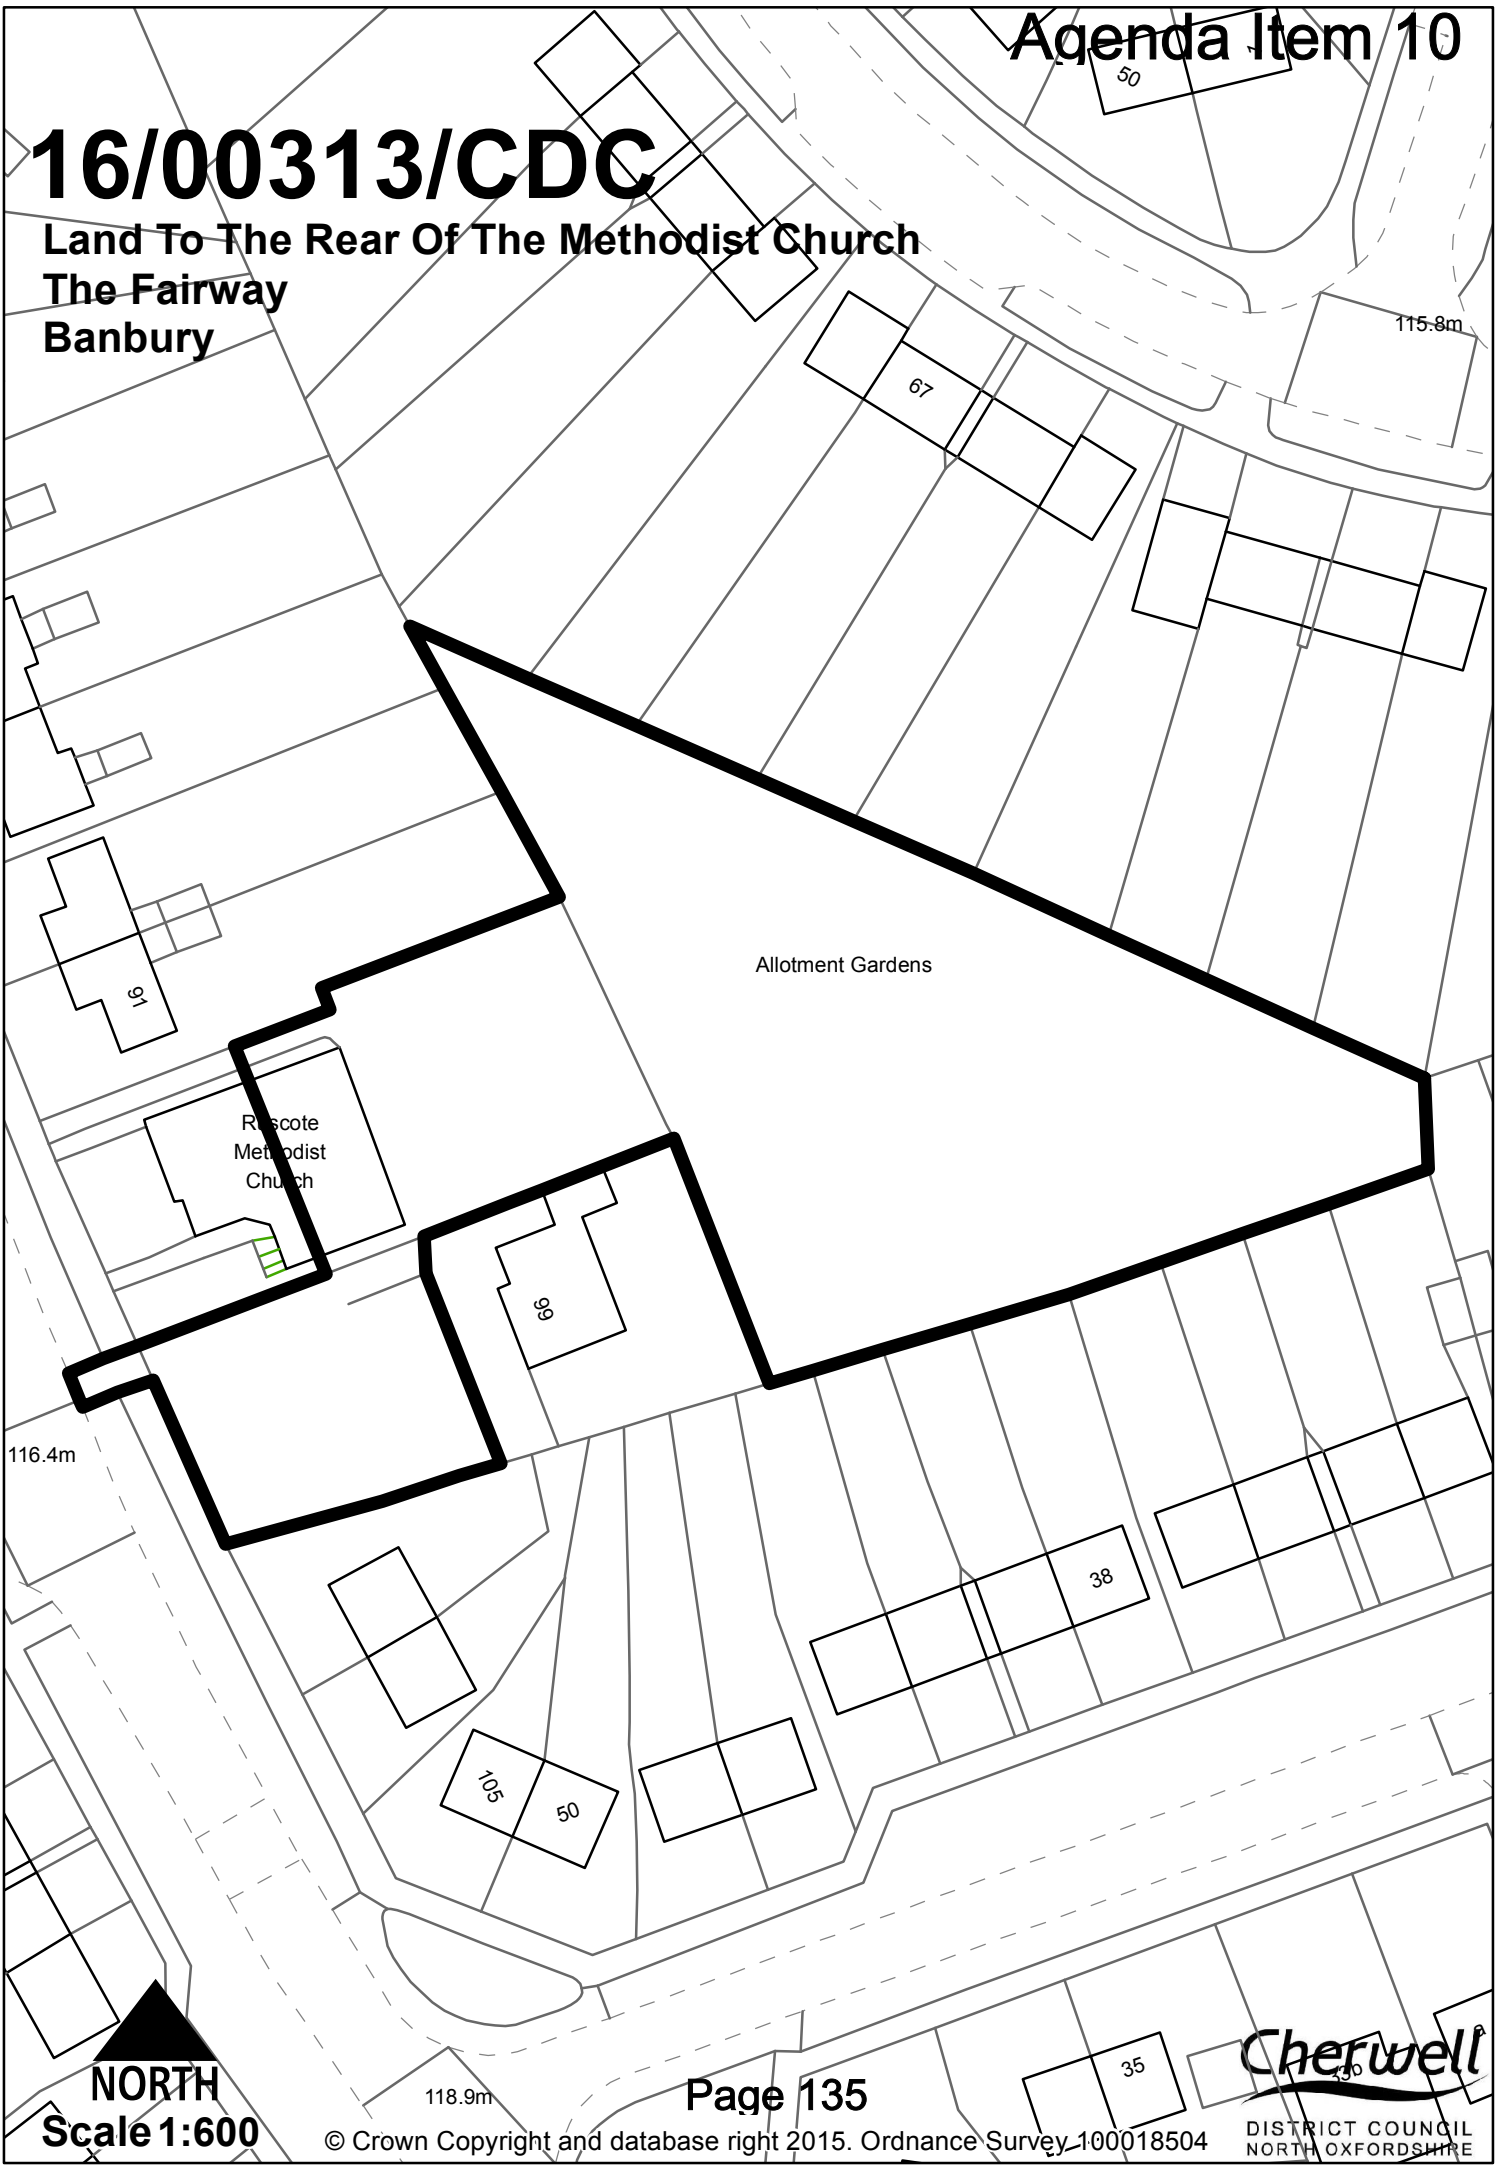 Agenda Item 10
50
16/00313/CDC
Land To The Rear Of The Methodist Church
The Fairway
Banbury
115.8m
67
Allotment Gardens
91
Ruscote
Methodist
Church
99
116.4m
38
105
50
NORTH
Scale 1:600
118.9m
Page 135
35
33b
a
© Crown Copyright and database right 2015. Ordnance Survey 100018504
Cherwell
DISTRICT COUNCIL
NORTH OXFORDSHIRE